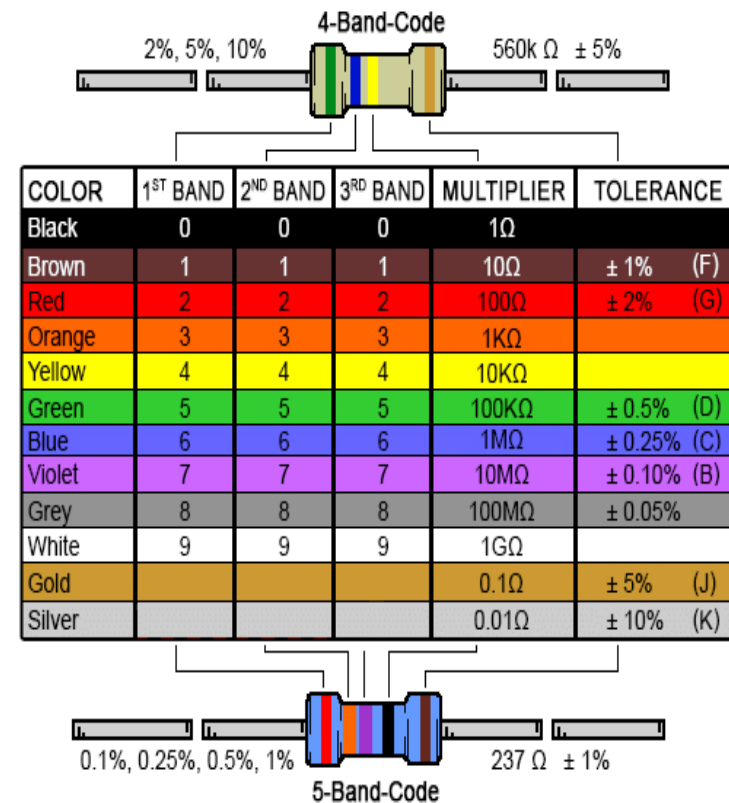 4-Band-Code
2%, 5%, 10% 560k Ω ± 5%
COLOR 1ST BAND 2ND BAND 3RD BAND MULTIPLIER TOLERANCE
Black 0 0 0 1Ω
Brown 1 1 1 10Ω ± 1% (F)
Red 2 2 2 100Ω ± 2% (G)
Orange 3 3 3 1KΩ
Yellow 4 4 4 10KΩ
Green 5 5 5 100KΩ ± 0.5% (D)
Blue 6 6 6 1MΩ ± 0.25% (C)
Violet 7 7 7 10MΩ ± 0.10% (B)
Grey 8 8 8 100MΩ ± 0.05%
White 9 9 9 1GΩ
Gold 0.1Ω ± 5% (J)
Silver 0.01Ω ± 10% (K)
0.1%, 0.25%, 0.5%, 1% 237 Ω ± 1%
5-Band-Code